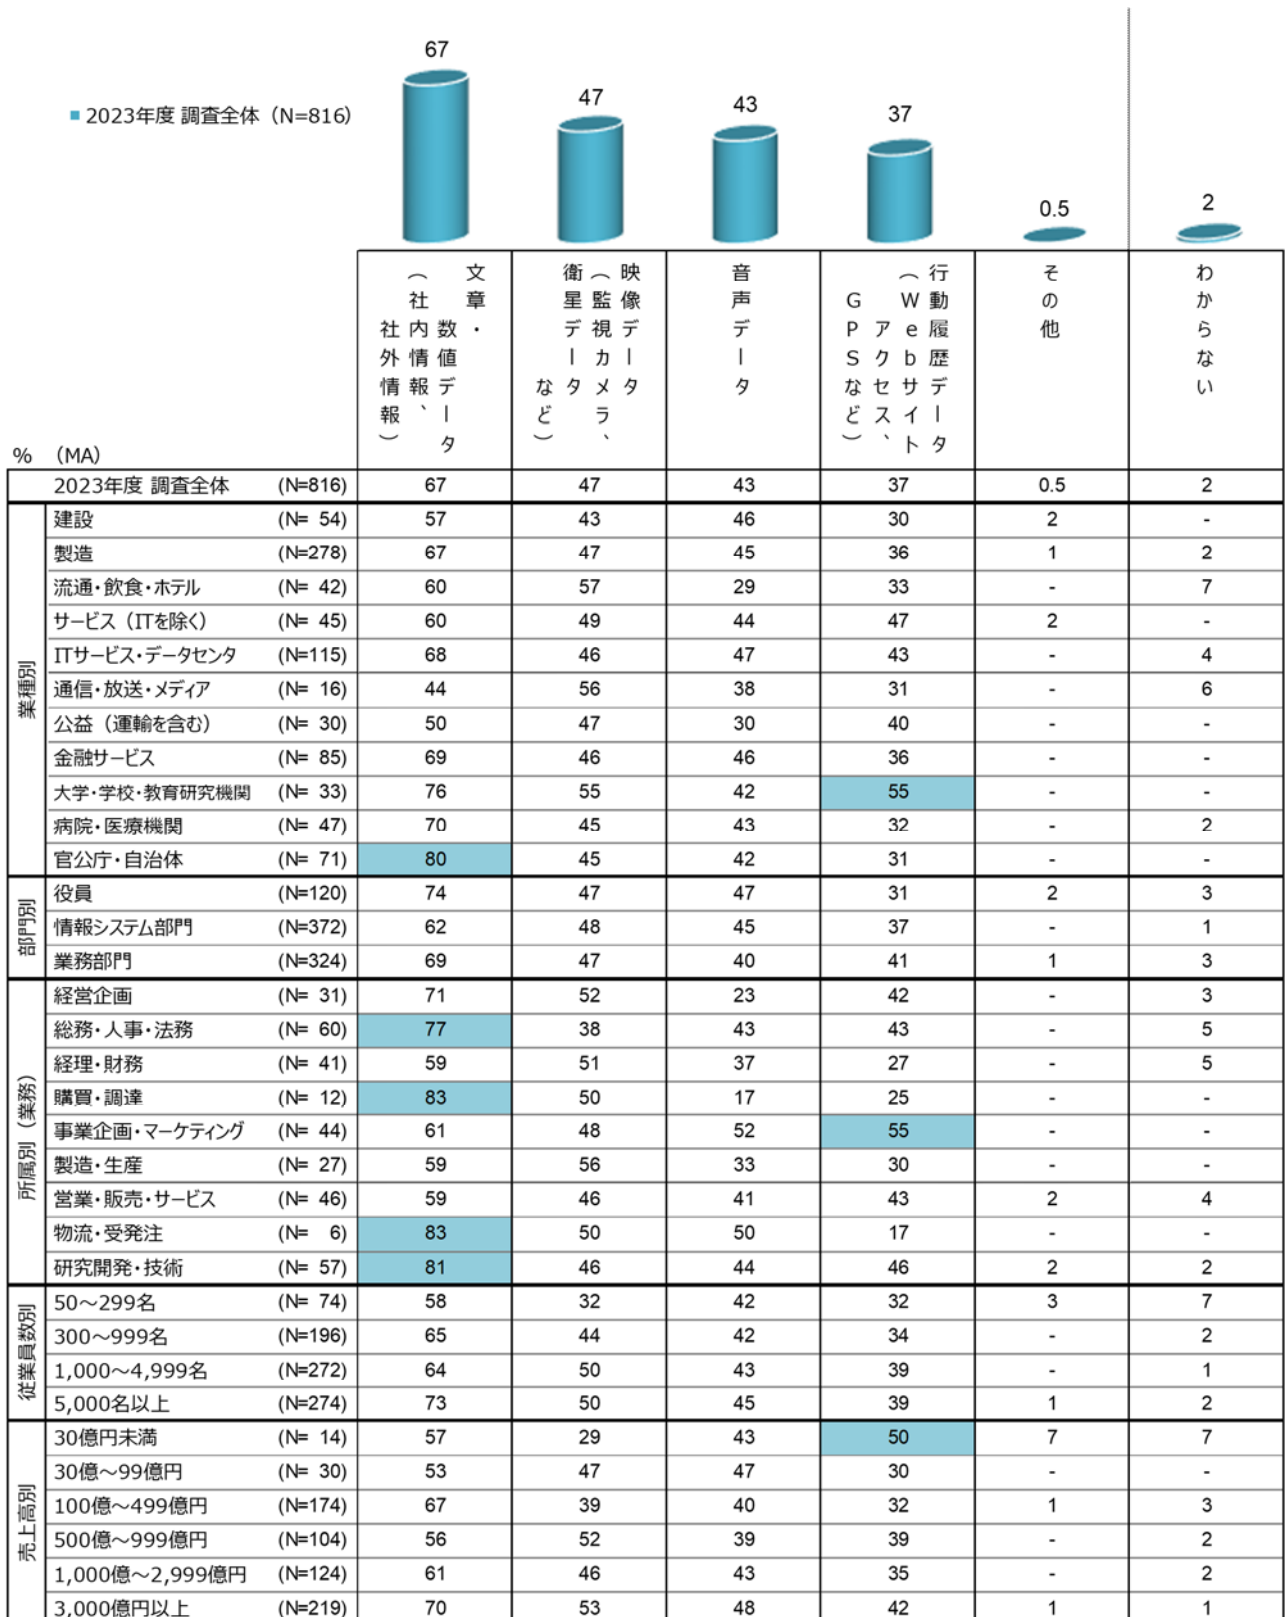 67
47
43
37
0.5
2
■ 2023年度 調査全体（N=816）
文章・
数値データ
（社内情報、
社外情報）
映像データ
（監視カメラ、
衛星データ
など）
音声データ
行動履歴データ
（Webサイト
アクセス、
GPSなど）
その他
わからない
% （MA）
2023年度 調査全体 (N=816) 67 47 43 37 0.5 2
業種別
建設 (N= 54) 57 43 46 30 2 -
製造 (N=278) 67 47 45 36 1 2
流通・飲食・ホテル (N= 42) 60 57 29 33 - 7
サービス（ITを除く） (N= 45) 60 49 44 47 2 -
ITサービス・データセンタ (N=115) 68 46 47 43 - 4
通信・放送・メディア (N= 16) 44 56 38 31 - 6
公益（運輸を含む） (N= 30) 50 47 30 40 - -
金融サービス (N= 85) 69 46 46 36 - -
大学・学校・教育研究機関 (N= 33) 76 55 42 55 - -
病院・医療機関 (N= 47) 70 45 43 32 - 2
官公庁・自治体 (N= 71) 80 45 42 31 - -
部門別
役員 (N=120) 74 47 47 31 2 3
情報システム部門 (N=372) 62 48 45 37 - 1
業務部門 (N=324) 69 47 40 41 1 3
所属別（業務）
経営企画 (N= 31) 71 52 23 42 - 3
総務・人事・法務 (N= 60) 77 38 43 43 - 5
経理・財務 (N= 41) 59 51 37 27 - 5
購買・調達 (N= 12) 83 50 17 25 - -
事業企画・マーケティング (N= 44) 61 48 52 55 - -
製造・生産 (N= 27) 59 56 33 30 - -
営業・販売・サービス (N= 46) 59 46 41 43 2 4
物流・受発注 (N= 6) 83 50 50 17 - -
研究開発・技術 (N= 57) 81 46 44 46 2 2
従業員数別
50～299名 (N= 74) 58 32 42 32 3 7
300～999名 (N=196) 65 44 42 34 - 2
1,000～4,999名 (N=272) 64 50 43 39 - 1
5,000名以上 (N=274) 73 50 45 39 1 2
売上高別
30億円未満 (N= 14) 57 29 43 50 7 7
30億～99億円 (N= 30) 53 47 47 30 - -
100億～499億円 (N=174) 67 39 40 32 1 3
500億～999億円 (N=104) 56 52 39 39 - 2
1,000億～2,999億円 (N=124) 61 46 43 35 - 2
3,000億円以上 (N=219) 70 53 48 42 1 1